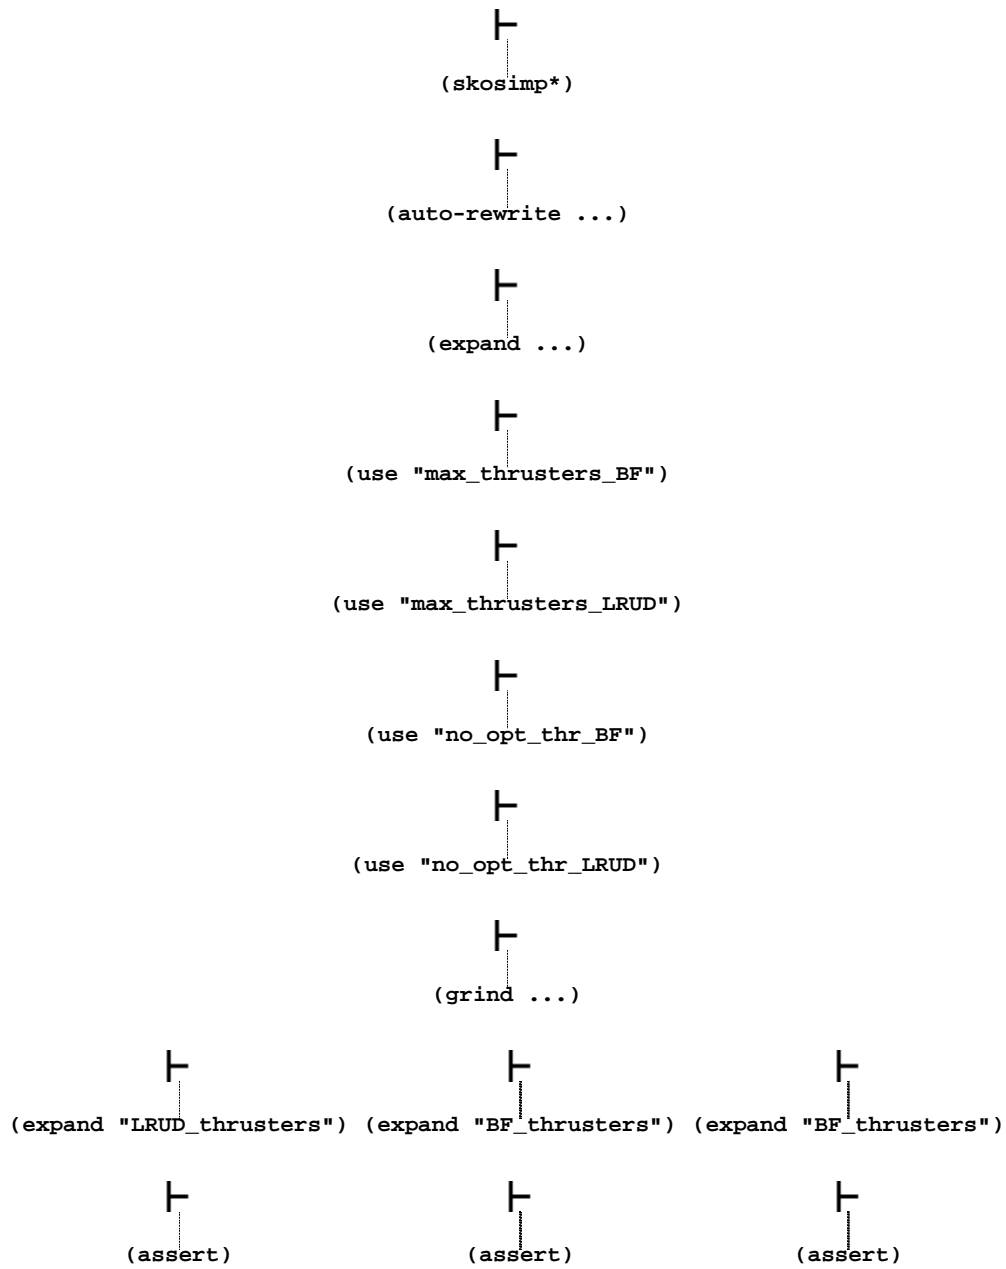 ⊢
(skosimp*)
⊢
(auto-rewrite ...)
⊢
(expand ...)
⊢
(use "max_thrusters_BF")
⊢
(use "max_thrusters_LRUD")
⊢
(use "no_opt_thr_BF")
⊢
(use "no_opt_thr_LRUD")
⊢
(grind ...)
⊢ ⊢ ⊢
(expand "LRUD_thrusters") (expand "BF_thrusters") (expand "BF_thrusters")
⊢ ⊢ ⊢
(assert) (assert) (assert)